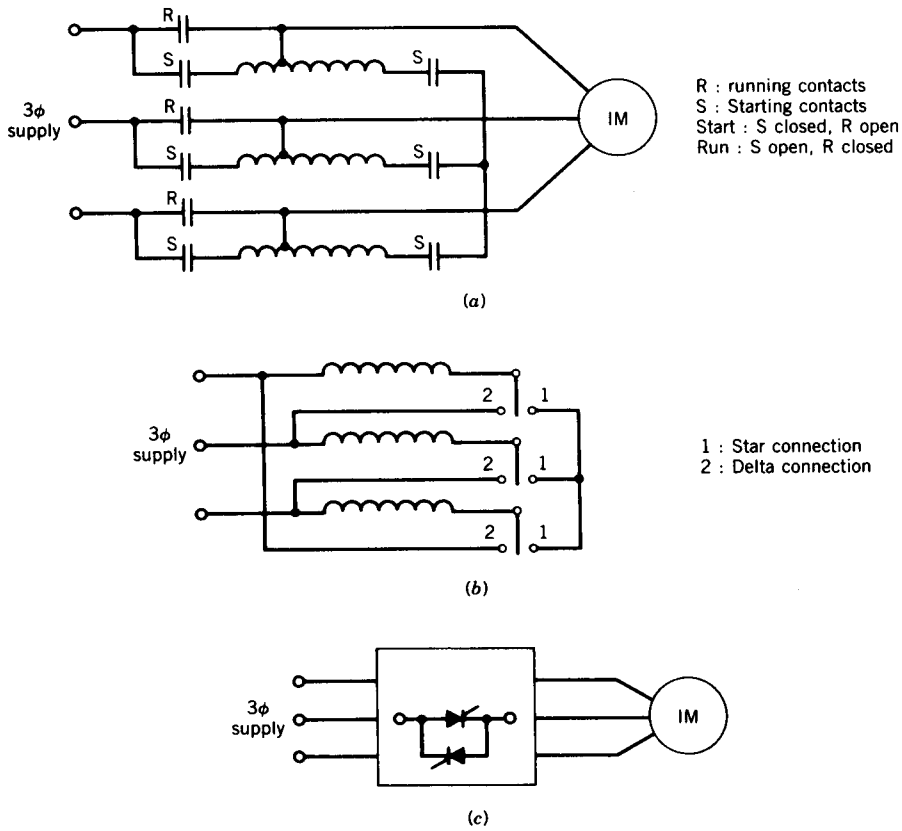 R
S
S
R
S
S
R
S
S
3ϕ
supply
IM
R : running contacts
S : Starting contacts
Start : S closed, R open
Run : S open, R closed
(a)
3ϕ
supply
2 1
2 1
2 1
1 : Star connection
2 : Delta connection
(b)
3ϕ
supply
IM
(c)